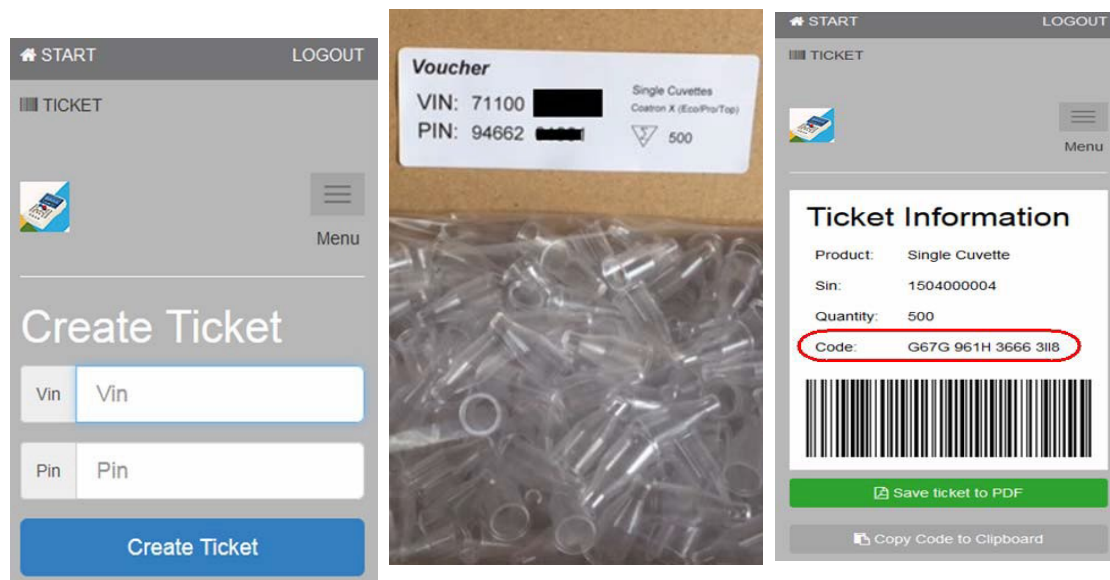 START LOGOUT
TICKET
Menu
Create Ticket
Vin Vin
Pin Pin
Create Ticket
Voucher
VIN: 71100
PIN: 94662
Single Cuvettes
Coatron X (Eco/Pro/Top)
Σ 500
START LOGOUT
TICKET
Menu
Ticket Information
Product: Single Cuvette
Sin: 1504000004
Quantity: 500
Code: G67G 961H 3666 3II8
Save ticket to PDF
Copy Code to Clipboard